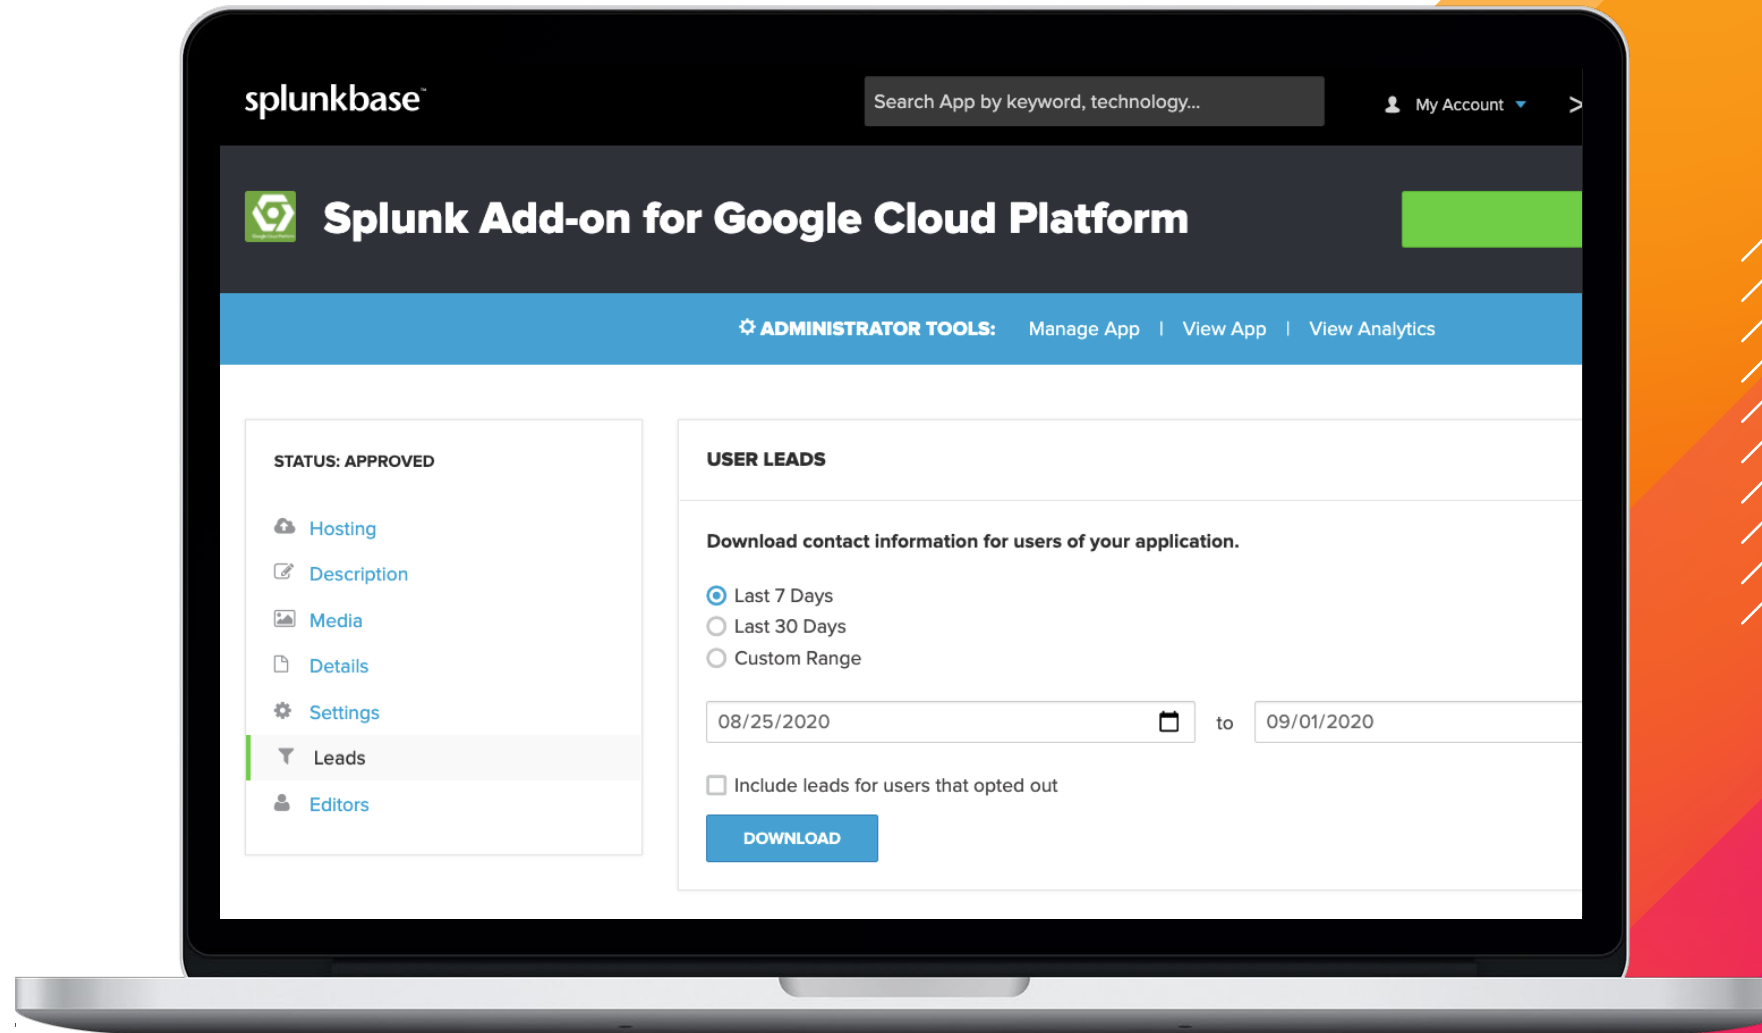 splunkbase™
Search App by keyword, technology...
My Account
>
Splunk Add-on for Google Cloud Platform
ADMINISTRATOR TOOLS: Manage App | View App | View Analytics
STATUS: APPROVED
Hosting
Description
Media
Details
Settings
Leads
Editors
USER LEADS
Download contact information for users of your application.
Last 7 Days
Last 30 Days
Custom Range
08/25/2020 to 09/01/2020
Include leads for users that opted out
DOWNLOAD